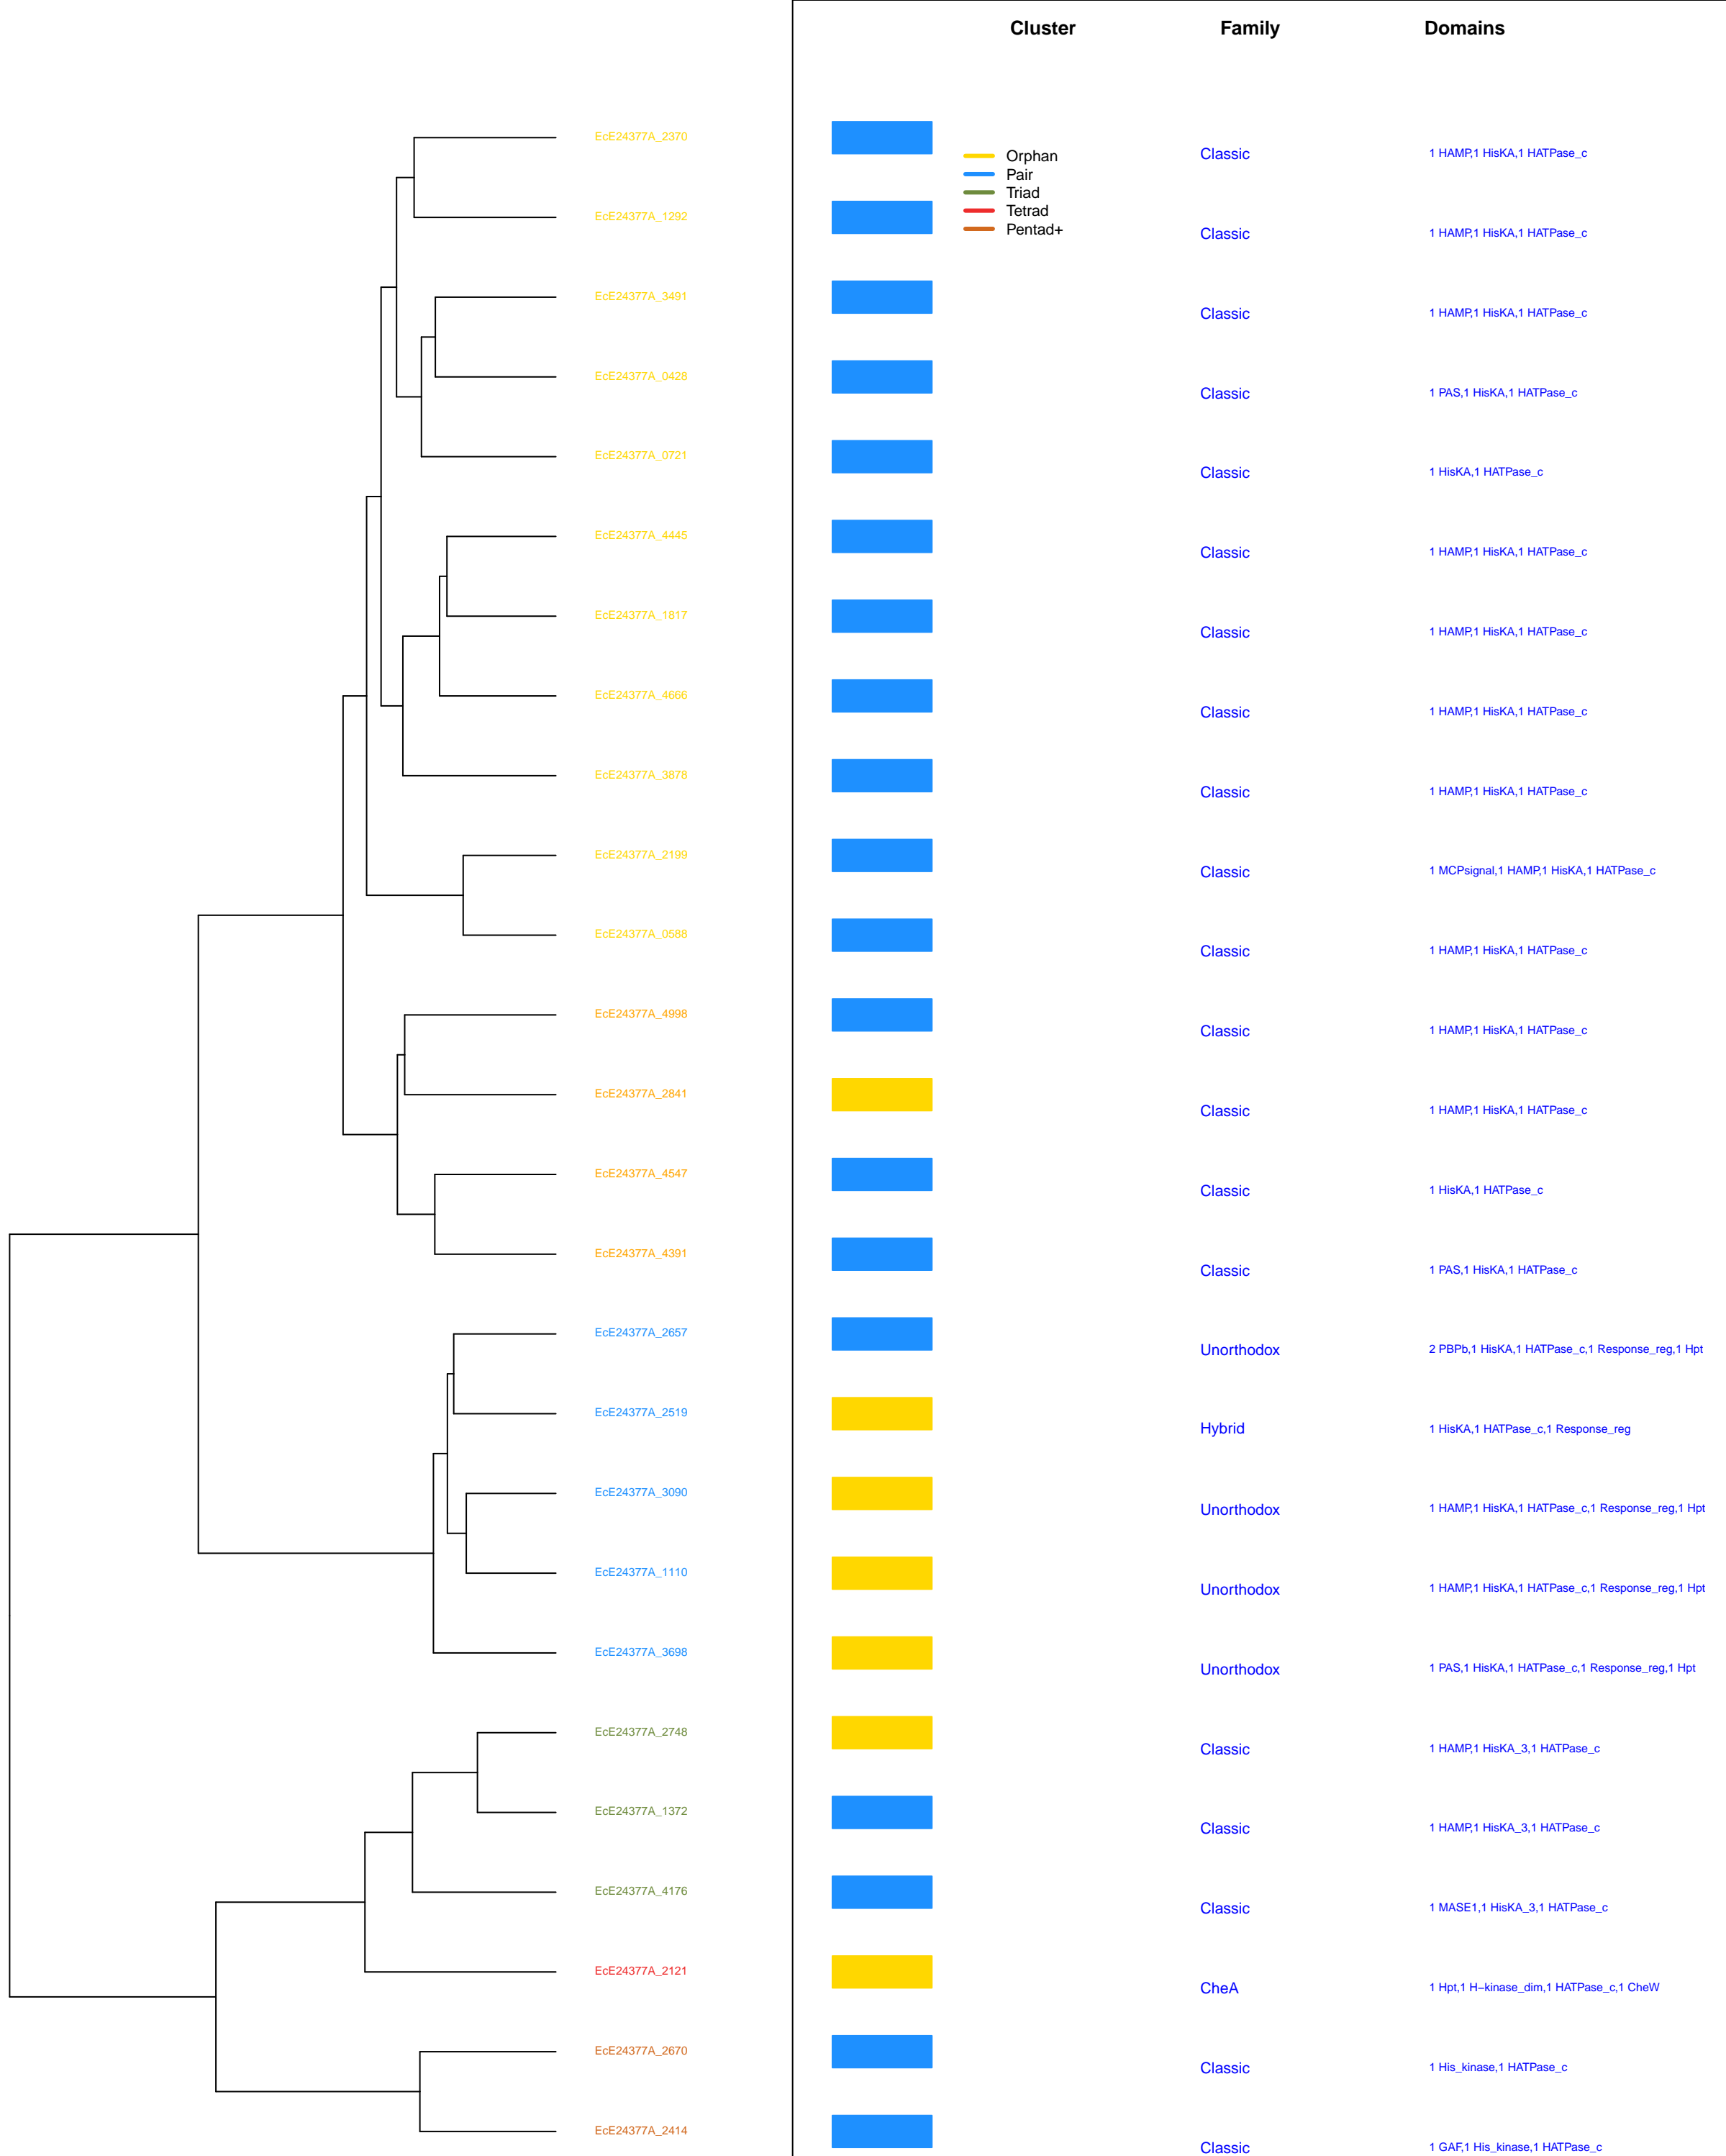 Cluster Family Domains
EcE24377A_2370
Orphan
Classic 1 HAMP,1 HisKA,1 HATPase_c
Pair
Triad
Tetrad
EcE24377A_1292
Pentad+
Classic 1 HAMP,1 HisKA,1 HATPase_c
EcE24377A_3491
Classic 1 HAMP,1 HisKA,1 HATPase_c
EcE24377A_0428
Classic 1 PAS,1 HisKA,1 HATPase_c
EcE24377A_0721
Classic 1 HisKA,1 HATPase_c
EcE24377A_4445
Classic 1 HAMP,1 HisKA,1 HATPase_c
EcE24377A_1817
Classic 1 HAMP,1 HisKA,1 HATPase_c
EcE24377A_4666
Classic 1 HAMP,1 HisKA,1 HATPase_c
EcE24377A_3878
Classic 1 HAMP,1 HisKA,1 HATPase_c
EcE24377A_2199
Classic 1 MCPsignal,1 HAMP,1 HisKA,1 HATPase_c
EcE24377A_0588
Classic 1 HAMP,1 HisKA,1 HATPase_c
EcE24377A_4998
Classic 1 HAMP,1 HisKA,1 HATPase_c
EcE24377A_2841
Classic 1 HAMP,1 HisKA,1 HATPase_c
EcE24377A_4547
Classic 1 HisKA,1 HATPase_c
EcE24377A_4391
Classic 1 PAS,1 HisKA,1 HATPase_c
EcE24377A_2657
Unorthodox 2 PBPb,1 HisKA,1 HATPase_c,1 Response_reg,1 Hpt
EcE24377A_2519
Hybrid 1 HisKA,1 HATPase_c,1 Response_reg
EcE24377A_3090
Unorthodox 1 HAMP,1 HisKA,1 HATPase_c,1 Response_reg,1 Hpt
EcE24377A_1110
Unorthodox 1 HAMP,1 HisKA,1 HATPase_c,1 Response_reg,1 Hpt
EcE24377A_3698
Unorthodox 1 PAS,1 HisKA,1 HATPase_c,1 Response_reg,1 Hpt
EcE24377A_2748
Classic 1 HAMP,1 HisKA_3,1 HATPase_c
EcE24377A_1372
Classic 1 HAMP,1 HisKA_3,1 HATPase_c
EcE24377A_4176
Classic 1 MASE1,1 HisKA_3,1 HATPase_c
EcE24377A_2121
CheA 1 Hpt,1 H−kinase_dim,1 HATPase_c,1 CheW
EcE24377A_2670
Classic 1 His_kinase,1 HATPase_c
EcE24377A_2414
Classic 1 GAF,1 His_kinase,1 HATPase_c